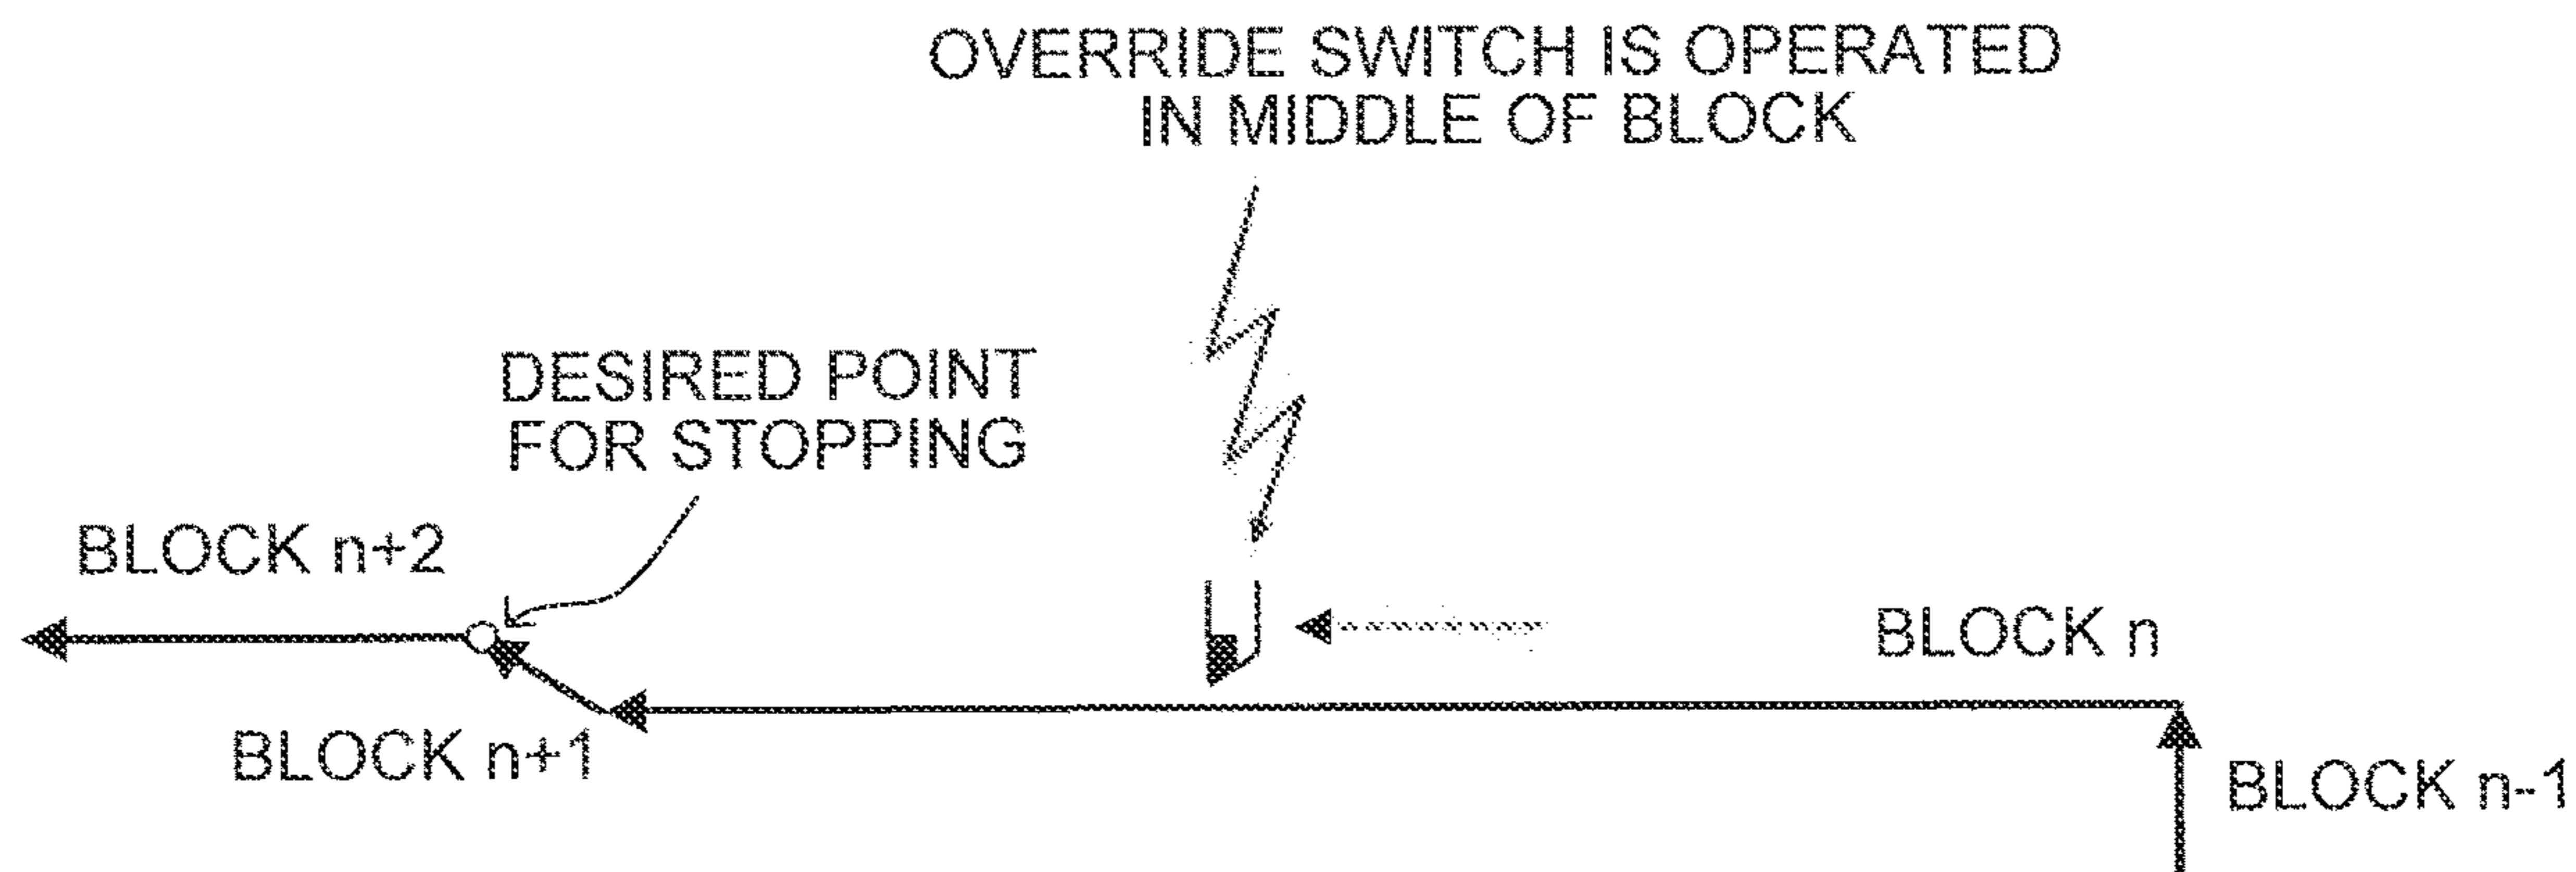 OVERRIDE SWITCH IS OPERATED
IN MIDDLE OF BLOCK
DESIRED POINT
FOR STOPPING
BLOCK n+2
BLOCK n
BLOCK n+1
BLOCK n-1